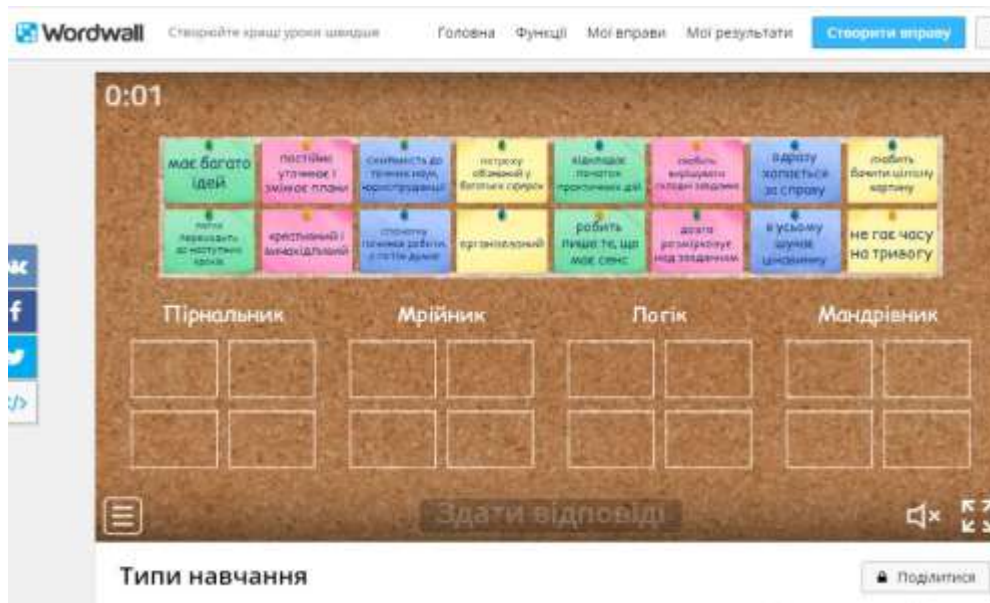 Wordwall Створюйте кращі уроки швидше Головна Функції Мої вправи Мої результати Створити вправу
0:01
має багато
ідей
постійно
уточнює і
змінює плани
схильність до
точних наук,
юриспруденції
потроху
обізнаний у
багатьох сферах
відкладає
початок
практичних дій
любить
вирішувати
складні завдання
одразу
хапається
за справу
любить
бачити цілісну
картину
легко
переходить
до наступних
кроків
креативний і
винахідливий
спочатку
починає робити,
а потім думає
організований
робить
лише те, що
має сенс
довго
розмірковує
над завданням
в усьому
шукає
не гає часу
на тривогу
Пірнальник Мрійник Логік Мандрівник
Здати відповіді
Типи навчання
Поділитися